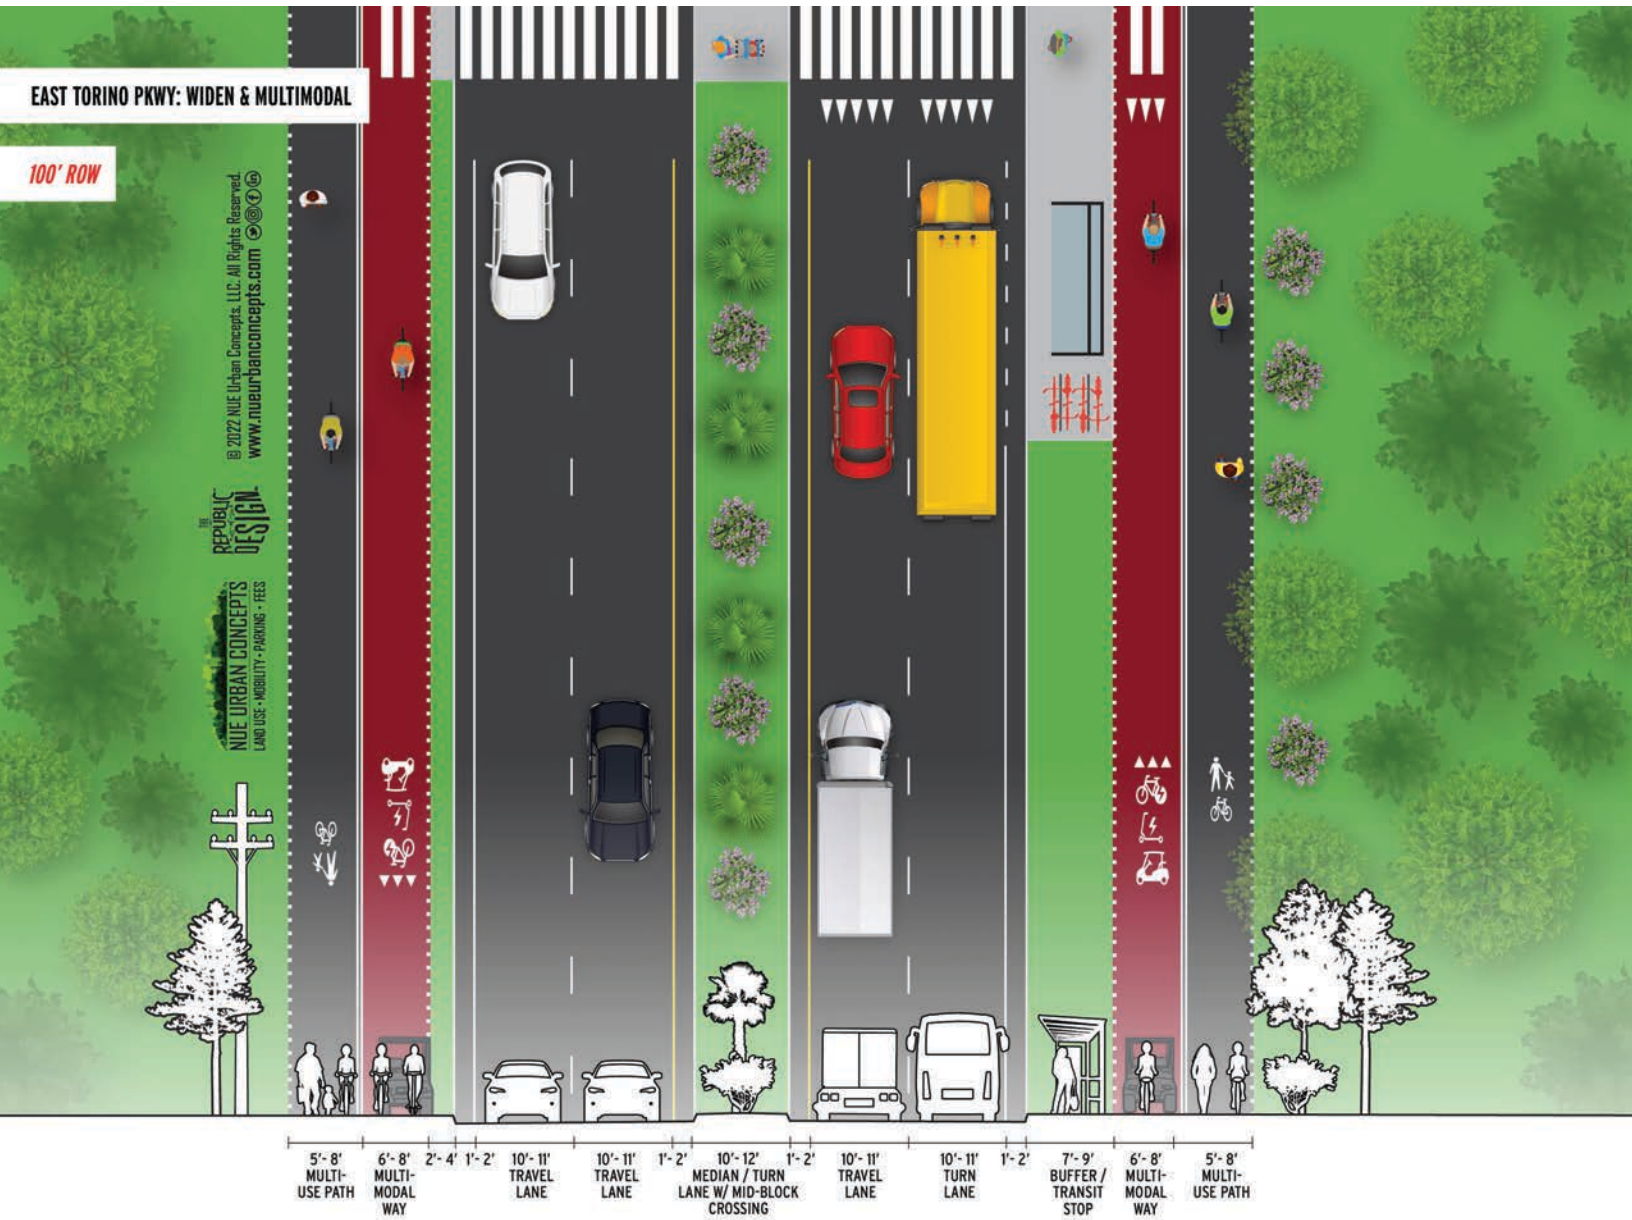 EAST TORINO PKWY: WIDEN & MULTIMODAL
100' ROW
© 2022 NUE Urban Concepts, LLC. All Rights Reserved.
www.nueurbanconcepts.com
THE
REPUBLIC
DESIGN
NUE URBAN CONCEPTS
LAND USE • MOBILITY • PARKING • FEES
5'- 8'
MULTI-
USE PATH
6'- 8'
MULTI-
MODAL
WAY
2'- 4'
1'- 2'
10'- 11'
TRAVEL
LANE
10'- 11'
TRAVEL
LANE
1'- 2'
10'- 12'
MEDIAN / TURN
LANE W/ MID-BLOCK
CROSSING
1'- 2'
10'- 11'
TRAVEL
LANE
10'- 11'
TURN
LANE
1'- 2'
7'- 9'
BUFFER /
TRANSIT
STOP
6'- 8'
MULTI-
MODAL
WAY
5'- 8'
MULTI-
USE PATH